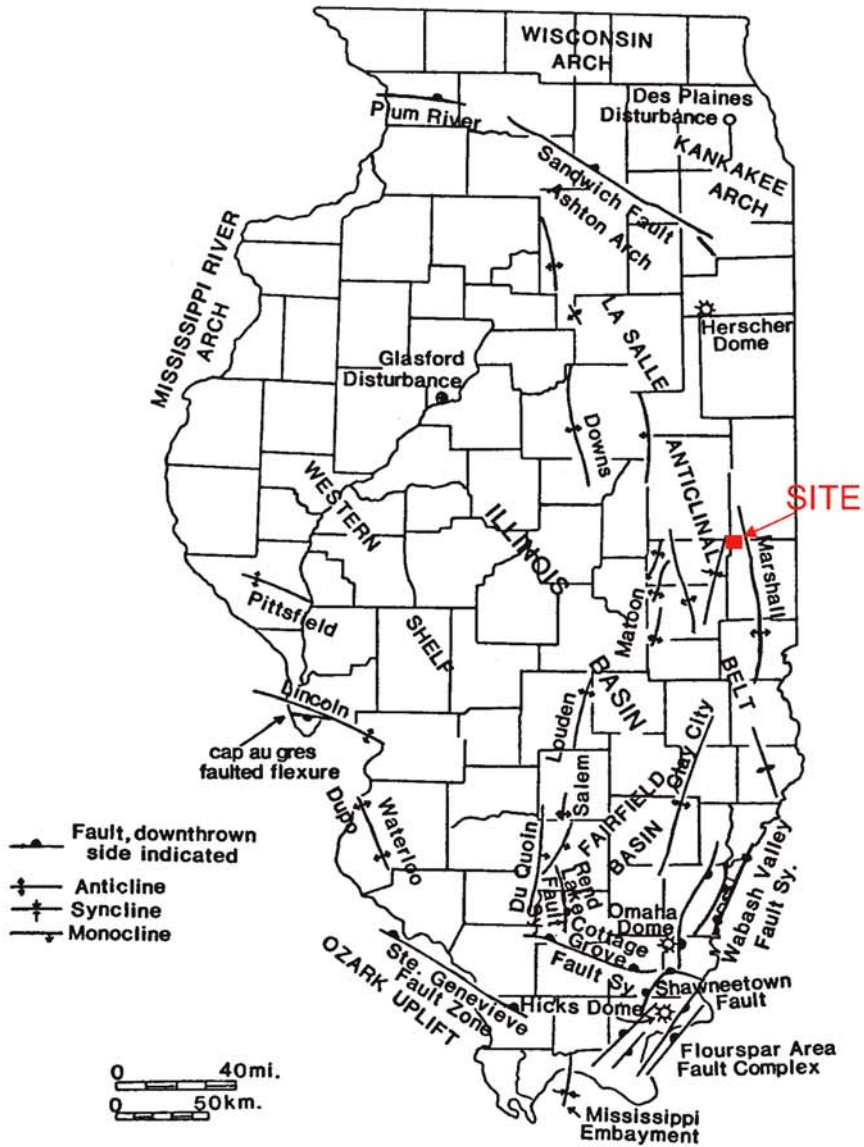 WISCONSIN
ARCH
Des Plaines
Disturbance
Plum River
KANKAKEE
ARCH
Sandwich Fault
Ashton Arch
MISSISSIPPI RIVER
ARCH
LA SALLE
Herscher
Dome
Glasford
Disturbance
Downs
ANTICLINAL
WESTERN
SITE
ILLINOIS
Marshall
Pittsfield
Matoon
SHELF
BASIN
BELT
Lincoln
Louden
Clay City
cap au gres
faulted flexure
Salem
FAIRFIELD
BASIN
Dupo
Waterloo
Fault, downthrown
side indicated
Anticline
Syncline
Monocline
Du Quoin
Rend
Lake
Fault
Sy.
Omaha
Dome
Wabash Valley
Fault Sy.
Cottage
Grove
Fault Sy.
Ste. Genevieve
Fault Zone
OZARK UPLIFT
Shawneetown
Fault
Hicks Dome
Flourspar Area
Fault Complex
0 40mi.
0 50km.
Mississippi
Embayment